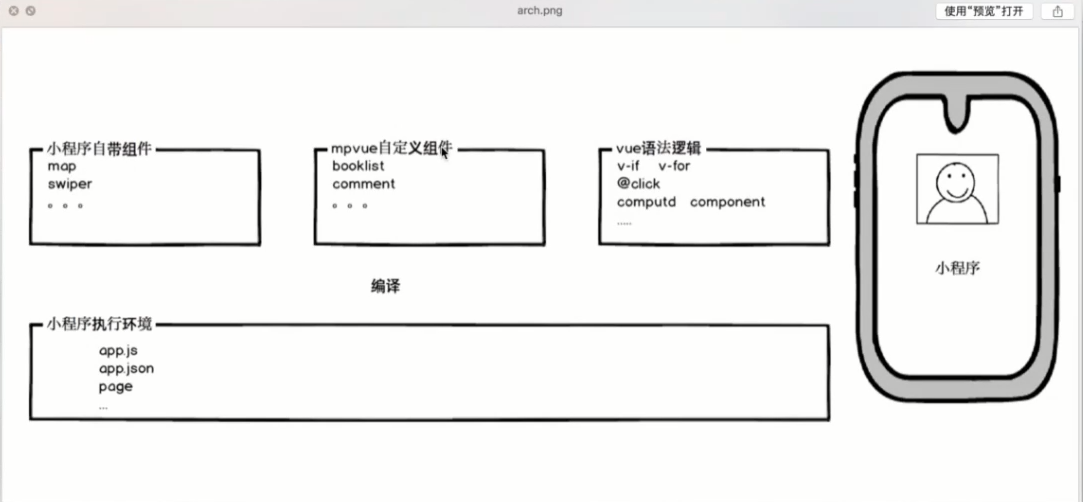 arch.png
使用“预览”打开
小程序自带组件
map
swiper
。。。
mpvue自定义组件
booklist
comment
。。。
vue语法逻辑
v-if v-for
@click
computd component
.....
小程序
编译
小程序执行环境
app.js
app.json
page
...